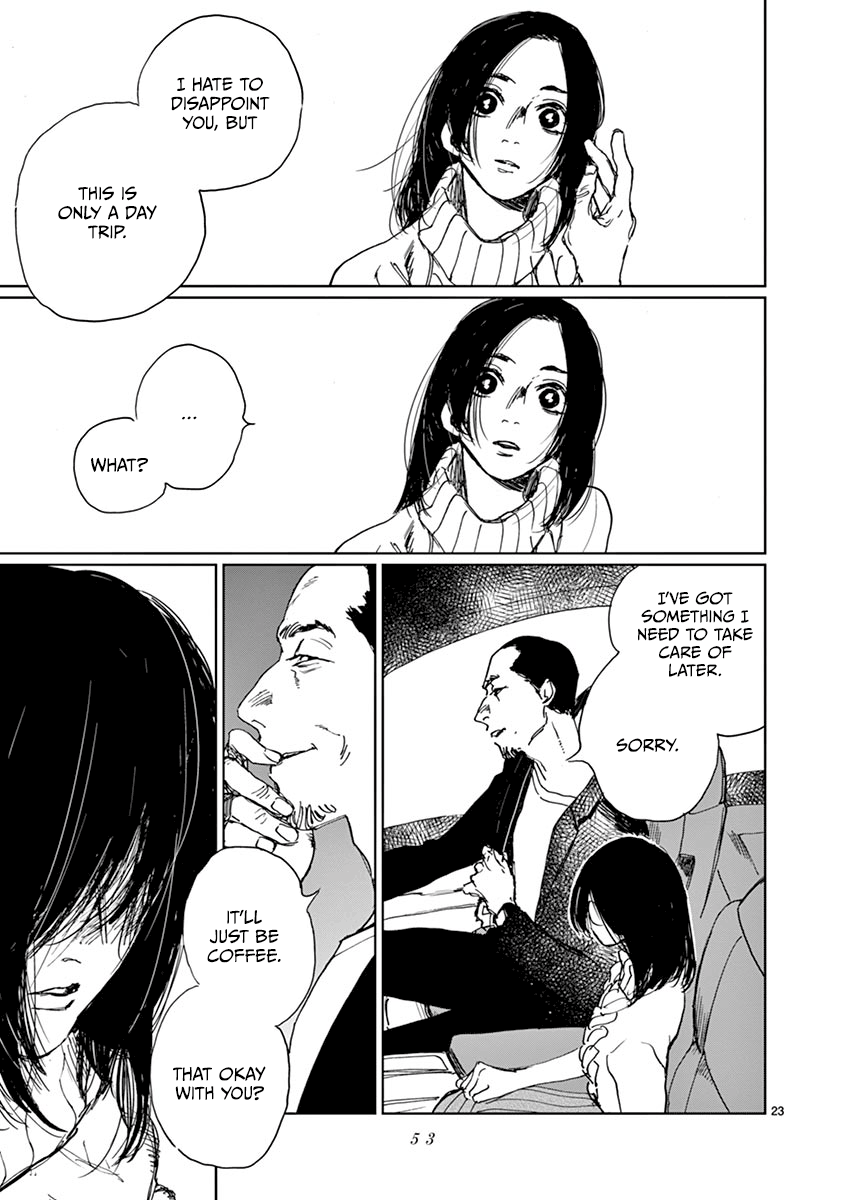 I HATE TO
DISAPPOINT
YOU, BUT
THIS IS
ONLY A DAY
TRIP.
...
WHAT?
I'VE GOT
SOMETHING I
NEED TO TAKE
CARE OF
LATER.
SORRY.
IT'LL
JUST BE
COFFEE.
THAT OKAY
WITH YOU?
23
53